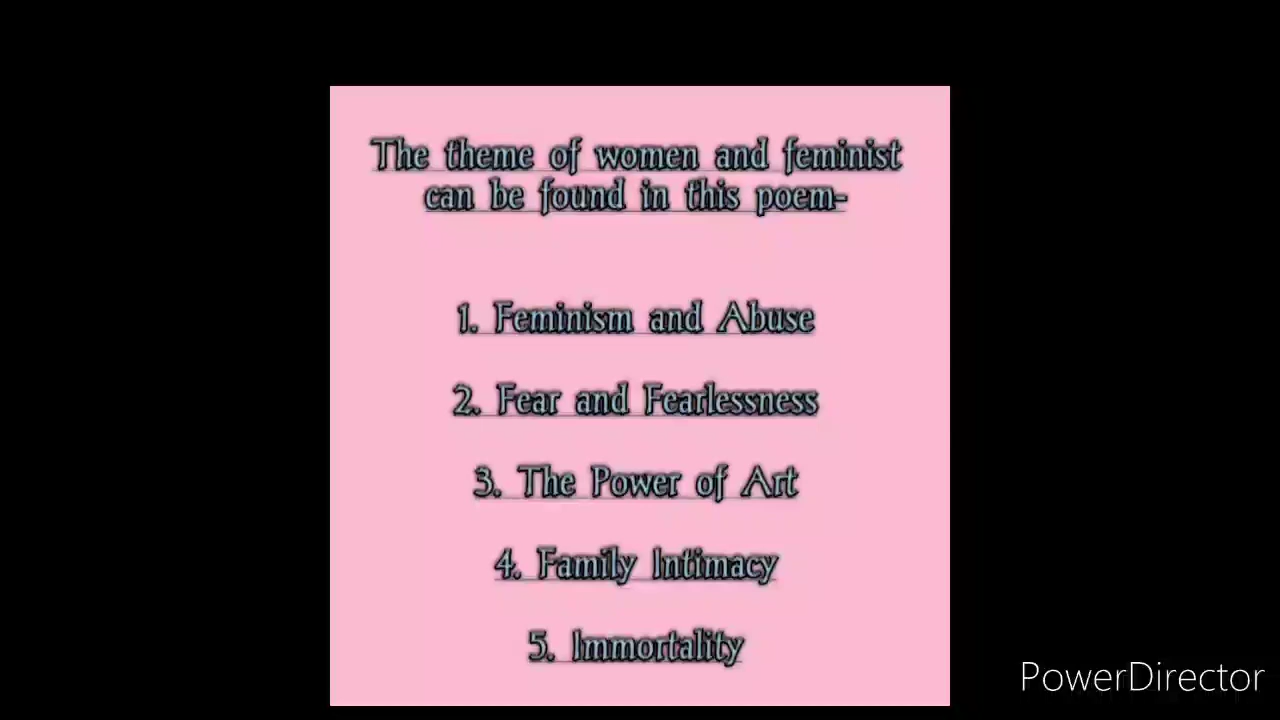 The theme of women and feminist
can be found in this poem-
1. Feminism and Abuse
2. Fear and Fearlessness
3. The Power of Art
4. Family Intimacy
5. Immortality
PowerDirector